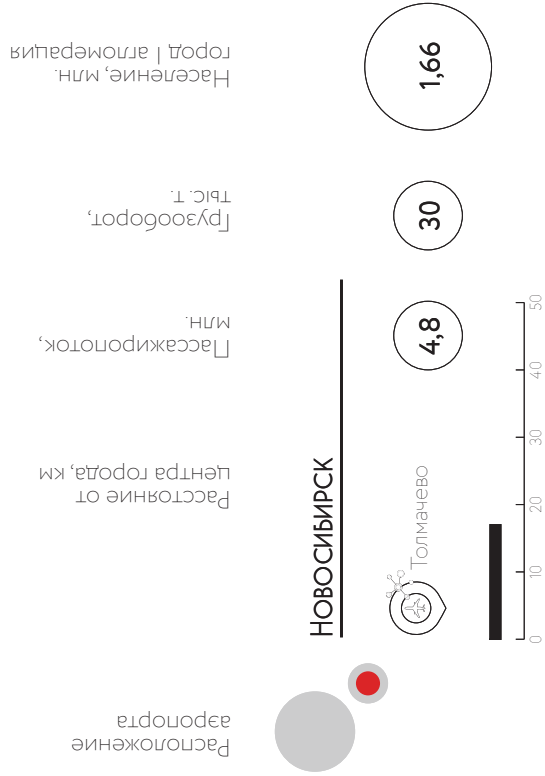 Население, млн.
город | агломерация
1,66
Грузооборот,
тыс. т.
30
Пассажиропоток,
млн.
4,8
Расстояние от
центра города, км
НОВОСИБИРСК
Толмачево
0
10
20
30
40
50
Расположение
аэропорта